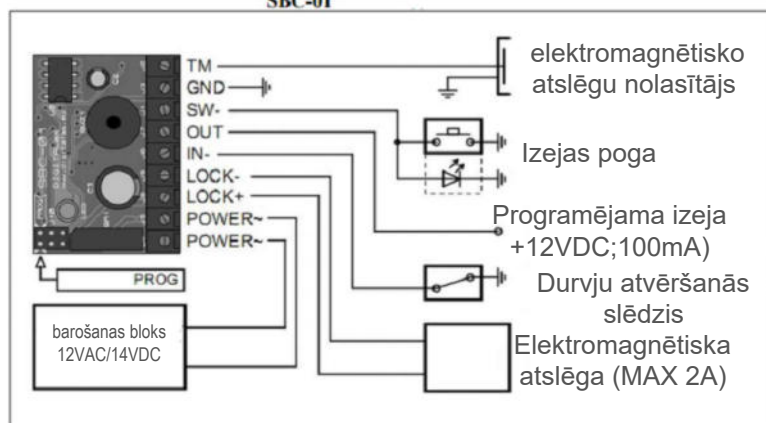 SBC-01
TM
GND
SW-
OUT
IN-
LOCK-
LOCK+
POWER~
POWER~
PROG
barošanas bloks
12VAC/14VDC
elektromagnētisko
atslēgu nolasītājs
Izejas poga
Programējama izeja
+12VDC;100mA)
Durvju atvēršanās
slēdzis
Elektromagnētiska
atslēga (MAX 2A)